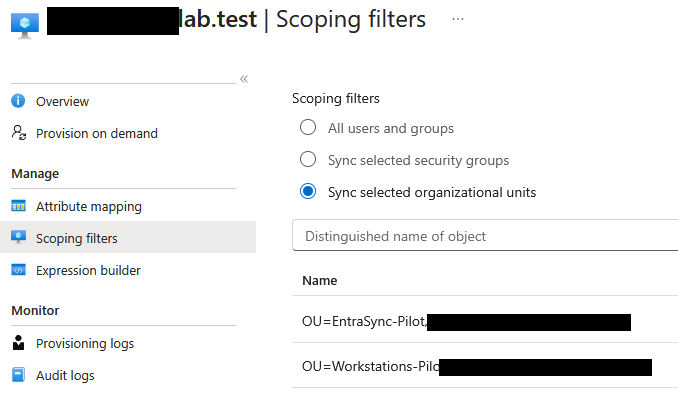 lab.test | Scoping filters ...
«
Overview
Provision on demand
Manage
Attribute mapping
Scoping filters
Expression builder
Monitor
Provisioning logs
Audit logs
Scoping filters
All users and groups
Sync selected security groups
Sync selected organizational units
Distinguished name of object
Name
OU=EntraSync-Pilot,
OU=Workstations-Pilo